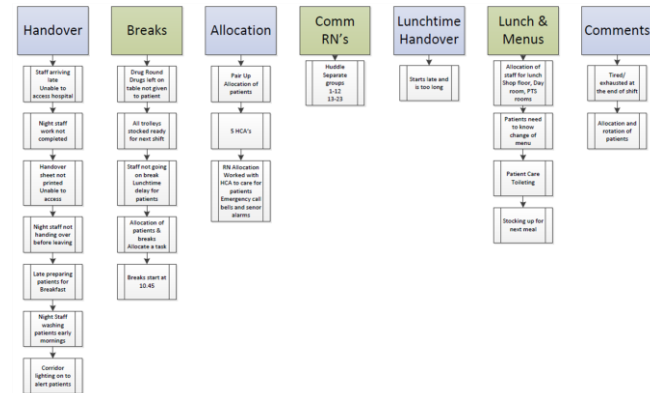 Handover
Staff arriving
late
Unable to
access hospital
Night staff
work not
completed
Handover
sheet not
printed
Unable to
access
Night staff not
handing over
before leaving
Late preparing
patients for
Breakfast
Night Staff
washing
patients early
mornings
Corridor
lighting on to
alert patients
Breaks
Drug Round
Drugs left on
table not given
to patient
All trolleys
stocked ready
for next shift
Staff not going
on break
Lunchtime
delay for
patients
Allocation of
patients &
breaks
Allocate a task
Breaks start at
10.45
Allocation
Pair Up
Allocation of
patients
5 HCA's
RN Allocation
Worked with
HCA to care for
patients
Emergency call
bells and senor
alarms
Comm
RN's
Huddle
Separate
groups
1-12
13-23
Lunchtime
Handover
Starts late and
is too long
Lunch &
Menus
Allocation of
staff for lunch
Shop floor, Day
room, PTS
rooms
Patients need
to know
change of
menu
Patient Care
Toileting
Stocking up for
next meal
Comments
Tired/
exhausted at
the end of shift
Allocation and
rotation of
patients